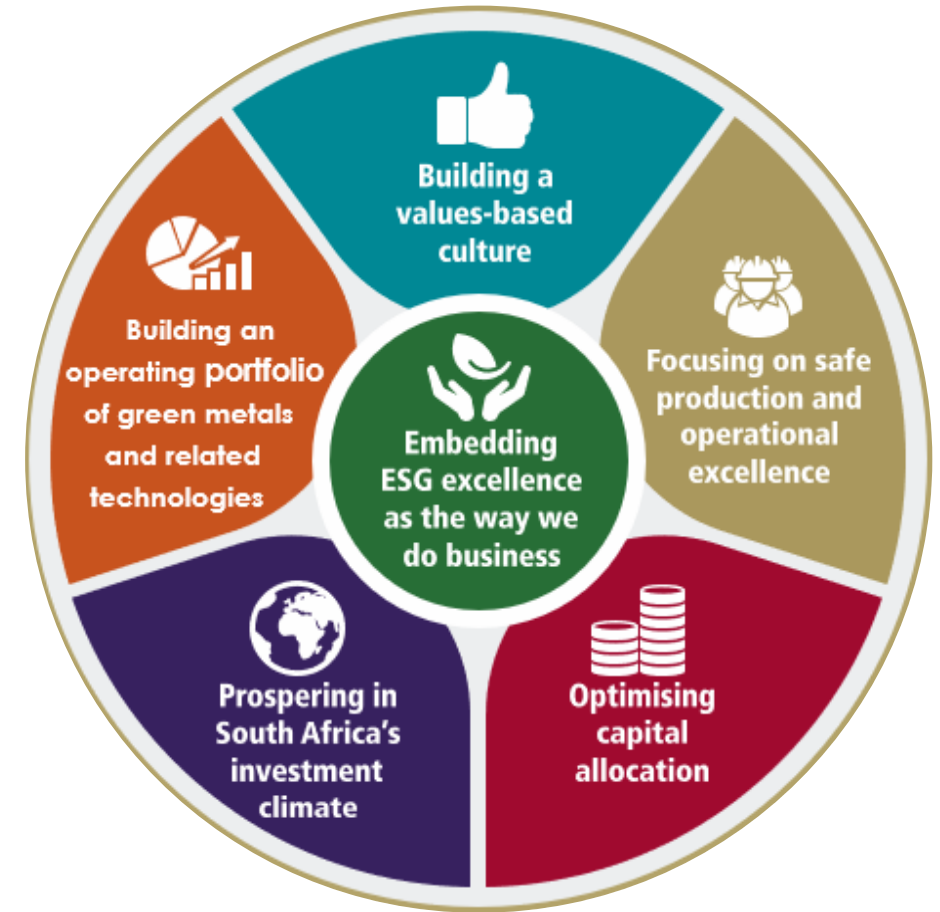 Building a
values-based
culture
Focusing on safe
production and
operational
excellence
Optimising
capital
allocation
Prospering in
South Africa's
investment
climate
Building an
operating portfolio
of green metals
and related
technologies
Embedding
ESG excellence
as the way we
do business